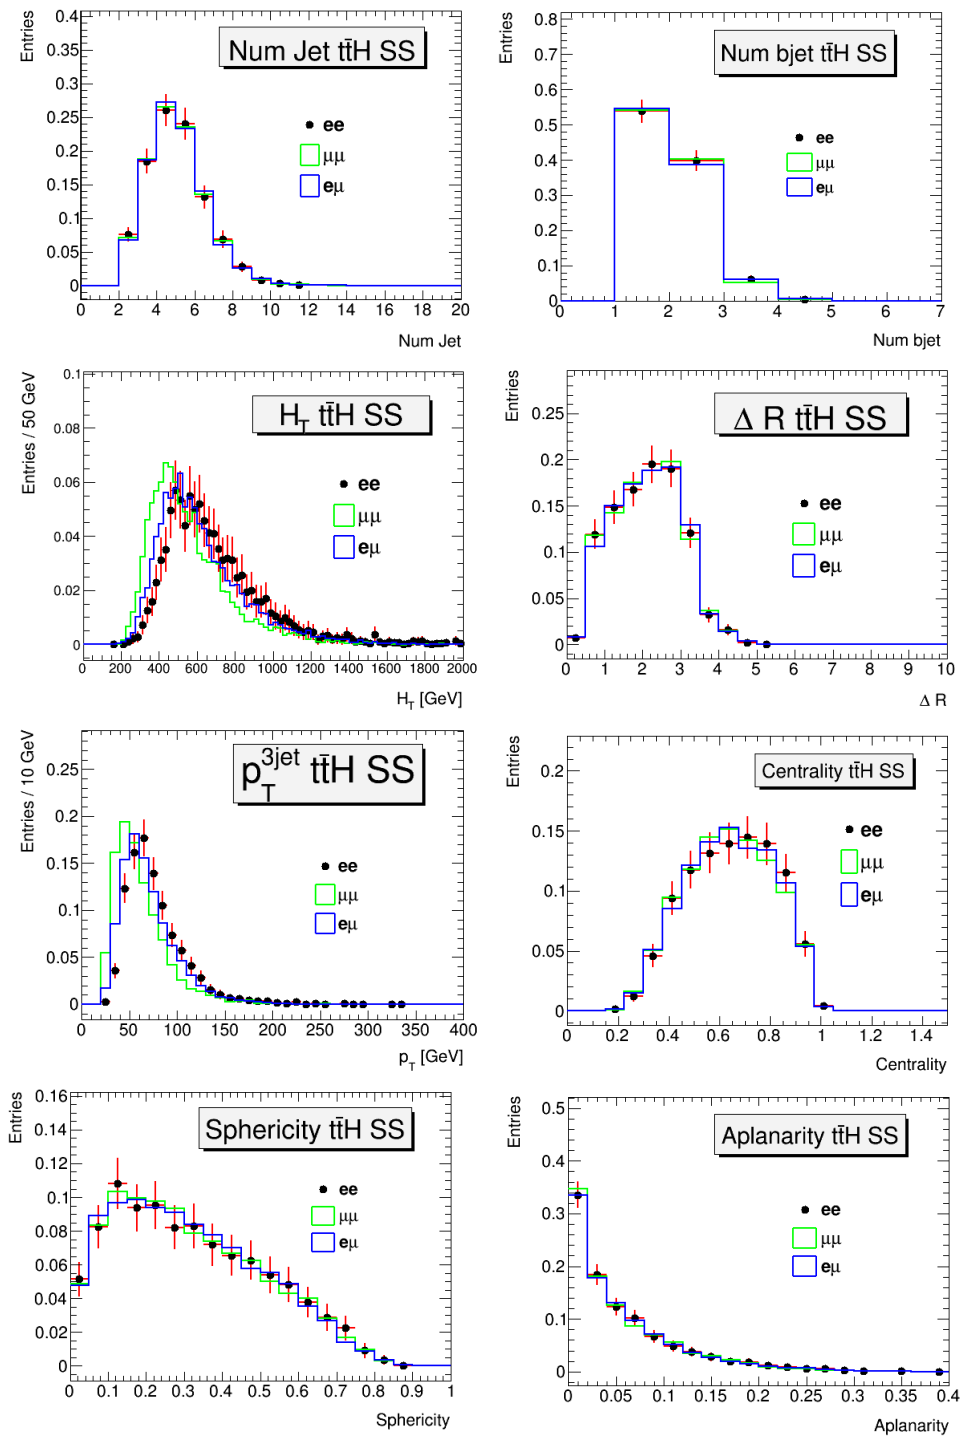 Entries
Num Jet tt̄H SS
ee
μμ
eμ
0.4
0.35
0.3
0.25
0.2
0.15
0.1
0.05
0
0 2 4 6 8 10 12 14 16 18 20
Num Jet
Entries
Num bjet tt̄H SS
ee
μμ
eμ
0.8
0.7
0.6
0.5
0.4
0.3
0.2
0.1
0
0 1 2 3 4 5 6 7
Num bjet
Entries / 50 GeV
H_T tt̄H SS
ee
μμ
eμ
0.1
0.08
0.06
0.04
0.02
0
0 200 400 600 800 1000 1200 1400 1600 1800 2000
H_T [GeV]
Entries
Δ R tt̄H SS
ee
μμ
eμ
0.25
0.2
0.15
0.1
0.05
0
0 1 2 3 4 5 6 7 8 9 10
Δ R
Entries / 10 GeV
p_T^3jet tt̄H SS
ee
μμ
eμ
0.25
0.2
0.15
0.1
0.05
0
0 50 100 150 200 250 300 350 400
p_T [GeV]
Entries
Centrality tt̄H SS
ee
μμ
eμ
0.2
0.15
0.1
0.05
0
0 0.2 0.4 0.6 0.8 1 1.2 1.4
Centrality
Entries
Sphericity tt̄H SS
ee
μμ
eμ
0.16
0.14
0.12
0.1
0.08
0.06
0.04
0.02
0
0 0.1 0.2 0.3 0.4 0.5 0.6 0.7 0.8 0.9 1
Sphericity
Entries
Aplanarity tt̄H SS
ee
μμ
eμ
0.5
0.4
0.3
0.2
0.1
0
0 0.05 0.1 0.15 0.2 0.25 0.3 0.35 0.4
Aplanarity